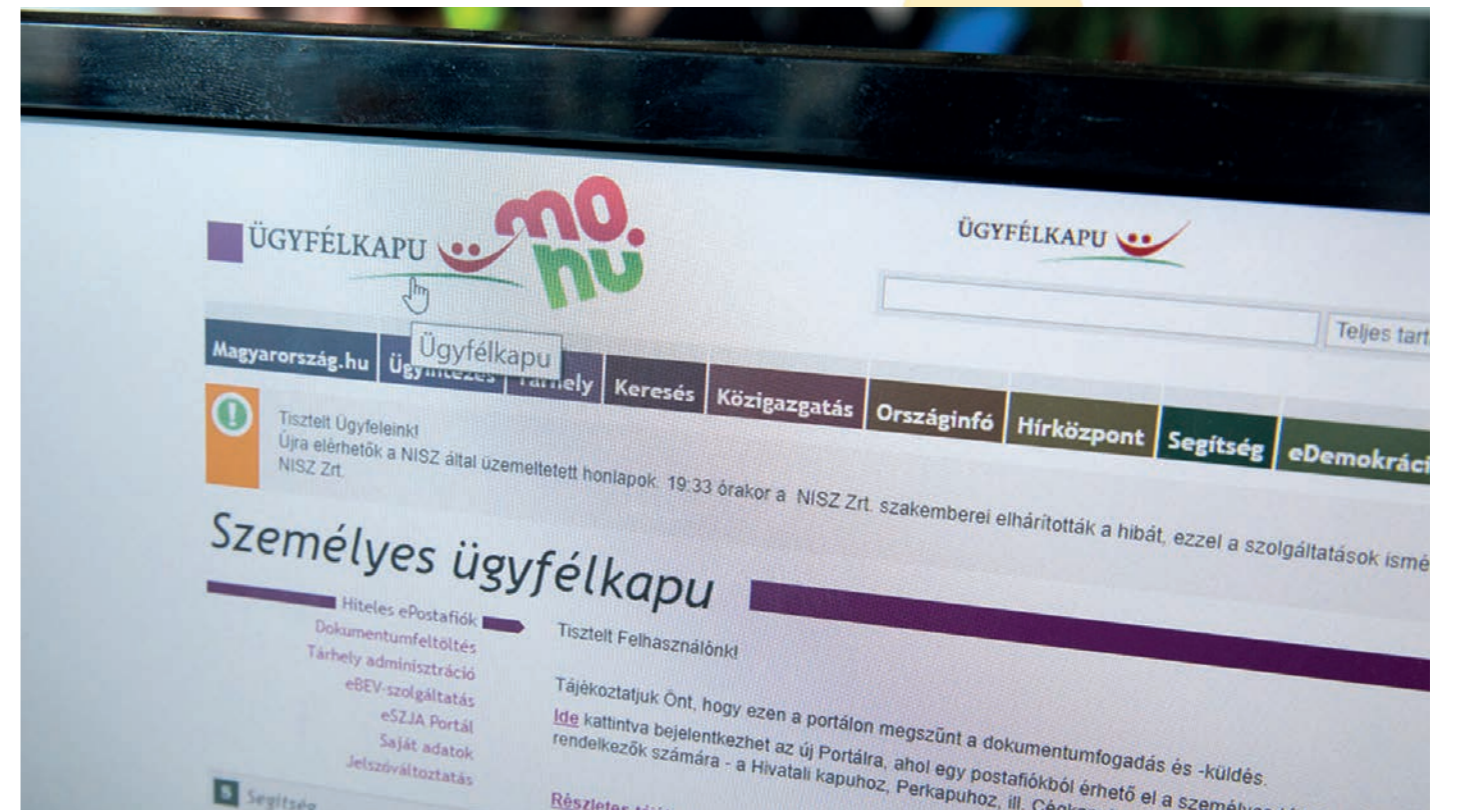 ÜGYFÉLKAPU
mo.
hu
ÜGYFÉLKAPU
Teljes tart
Ügyfélkapu
Magyarország.hu Ügyintézés Tárhely Keresés Közigazgatás Országinfó Hírközpont Segítség eDemokráci
Tisztelt Ügyfeleink!
Újra elérhetők a NISZ által üzemeltetett honlapok. 19:33 órakor a NISZ Zrt. szakemberei elhárították a hibát, ezzel a szolgáltatások ismé
NISZ Zrt.
Személyes ügyfélkapu
Hiteles ePostafiók
Dokumentumfeltöltés
Tárhely adminisztráció
eBEV-szolgáltatás
eSZJA Portál
Saját adatok
Jelszóváltoztatás
Segítség
Tisztelt Felhasználónk!
Tájékoztatjuk Önt, hogy ezen a portálon megszűnt a dokumentumfogadás és -küldés.
Ide kattintva bejelentkezhet az új Portálra, ahol egy postafiókból érhető el a személyes
rendelkezők számára - a Hivatali kapuhoz, Perkapuhoz, ill.
Részletes